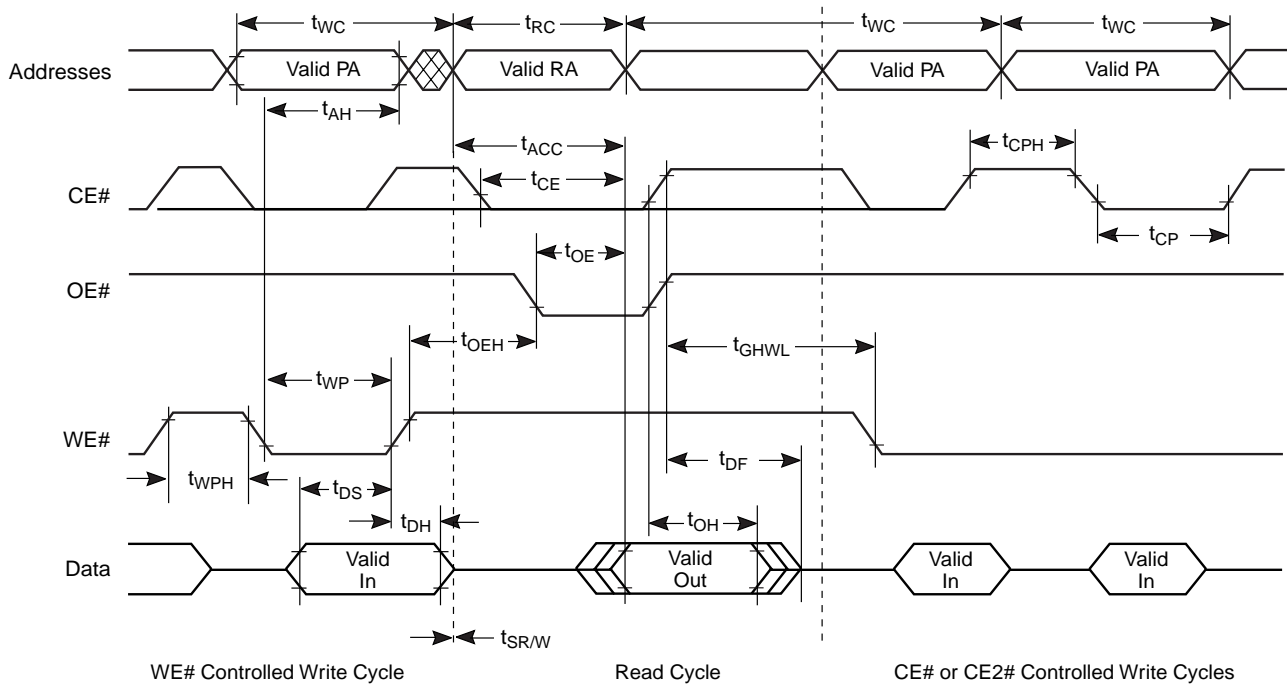 tWC tRC tWC tWC
Addresses Valid PA Valid RA Valid PA Valid PA
tAH
tACC
tCPH
CE# tCE
tCP
tOE
OE#
tOEH tGHWL
tWP
WE#
tWPH tDS tDF
tDH tOH
Data Valid In Valid Out Valid In Valid In
tSR/W
WE# Controlled Write Cycle Read Cycle CE# or CE2# Controlled Write Cycles